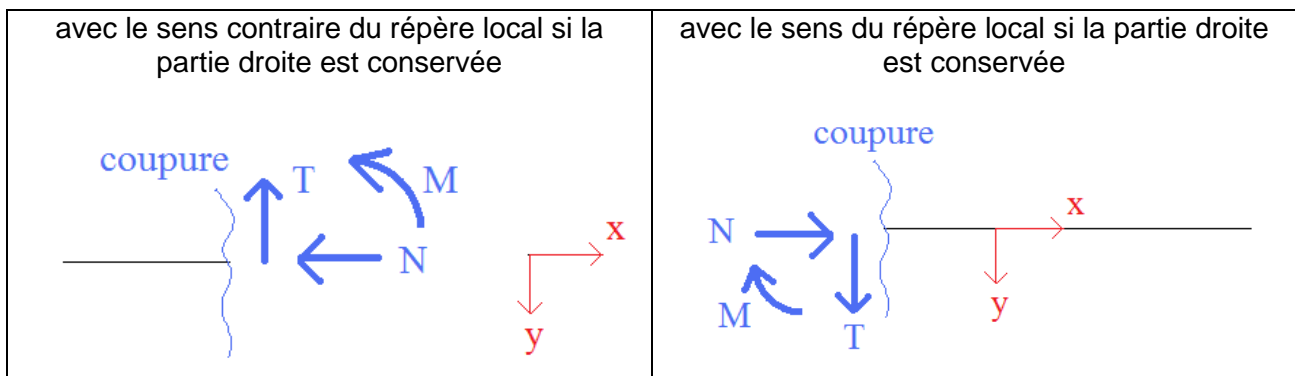 avec le sens contraire du répère local si la
partie droite est conservée
coupure
T
M
N
x
y
avec le sens du répère local si la partie droite
est conservée
coupure
x
N
y
M
T